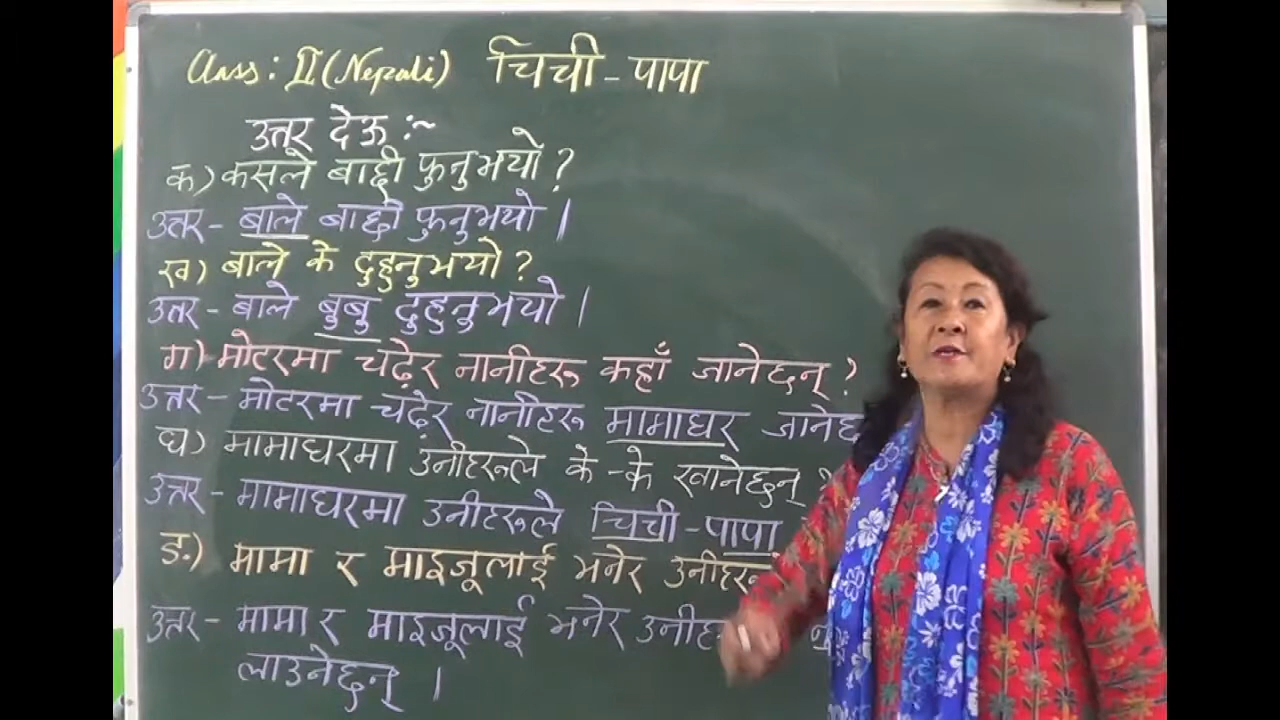 Class: II (Nepali) चिची - पापा
उत्तर देऊ :~
क) कसले बाछी फुनुभयो ?
उत्तर - बाले बाछी फुनुभयो ।
ख) बाले के दुहुनुभयो ?
उत्तर - बाले बुबु दुहुनुभयो ।
ग) मोटरमा चढ़ेर नानीहरू कहाँ जानेछन् ?
उत्तर - मोटरमा चढ़ेर नानीहरू मामाघर जानेछ
घ) मामाघरमा उनीहरूले के - के खानेछन् ?
उत्तर - मामाघरमा उनीहरूले चिची - पापा
ङ.) मामा र माइजूलाई भनेर उनीहरू
उत्तर - मामा र माइजूलाई भनेर उनीह
लाउनेछन् ।